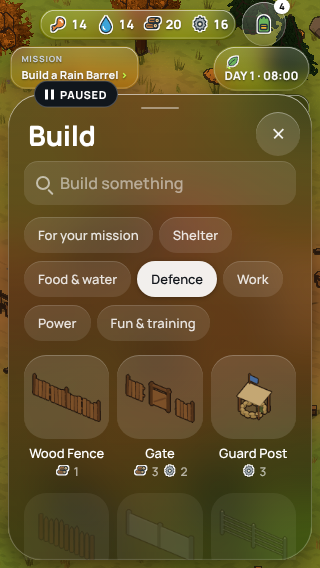 14 14 20 16
4
MISSION
Build a Rain Barrel ›
DAY 1 · 08:00
PAUSED
Build
Build something
For your mission Shelter
Food & water Defence Work
Power Fun & training
Wood Fence Gate Guard Post
1 3 2 3